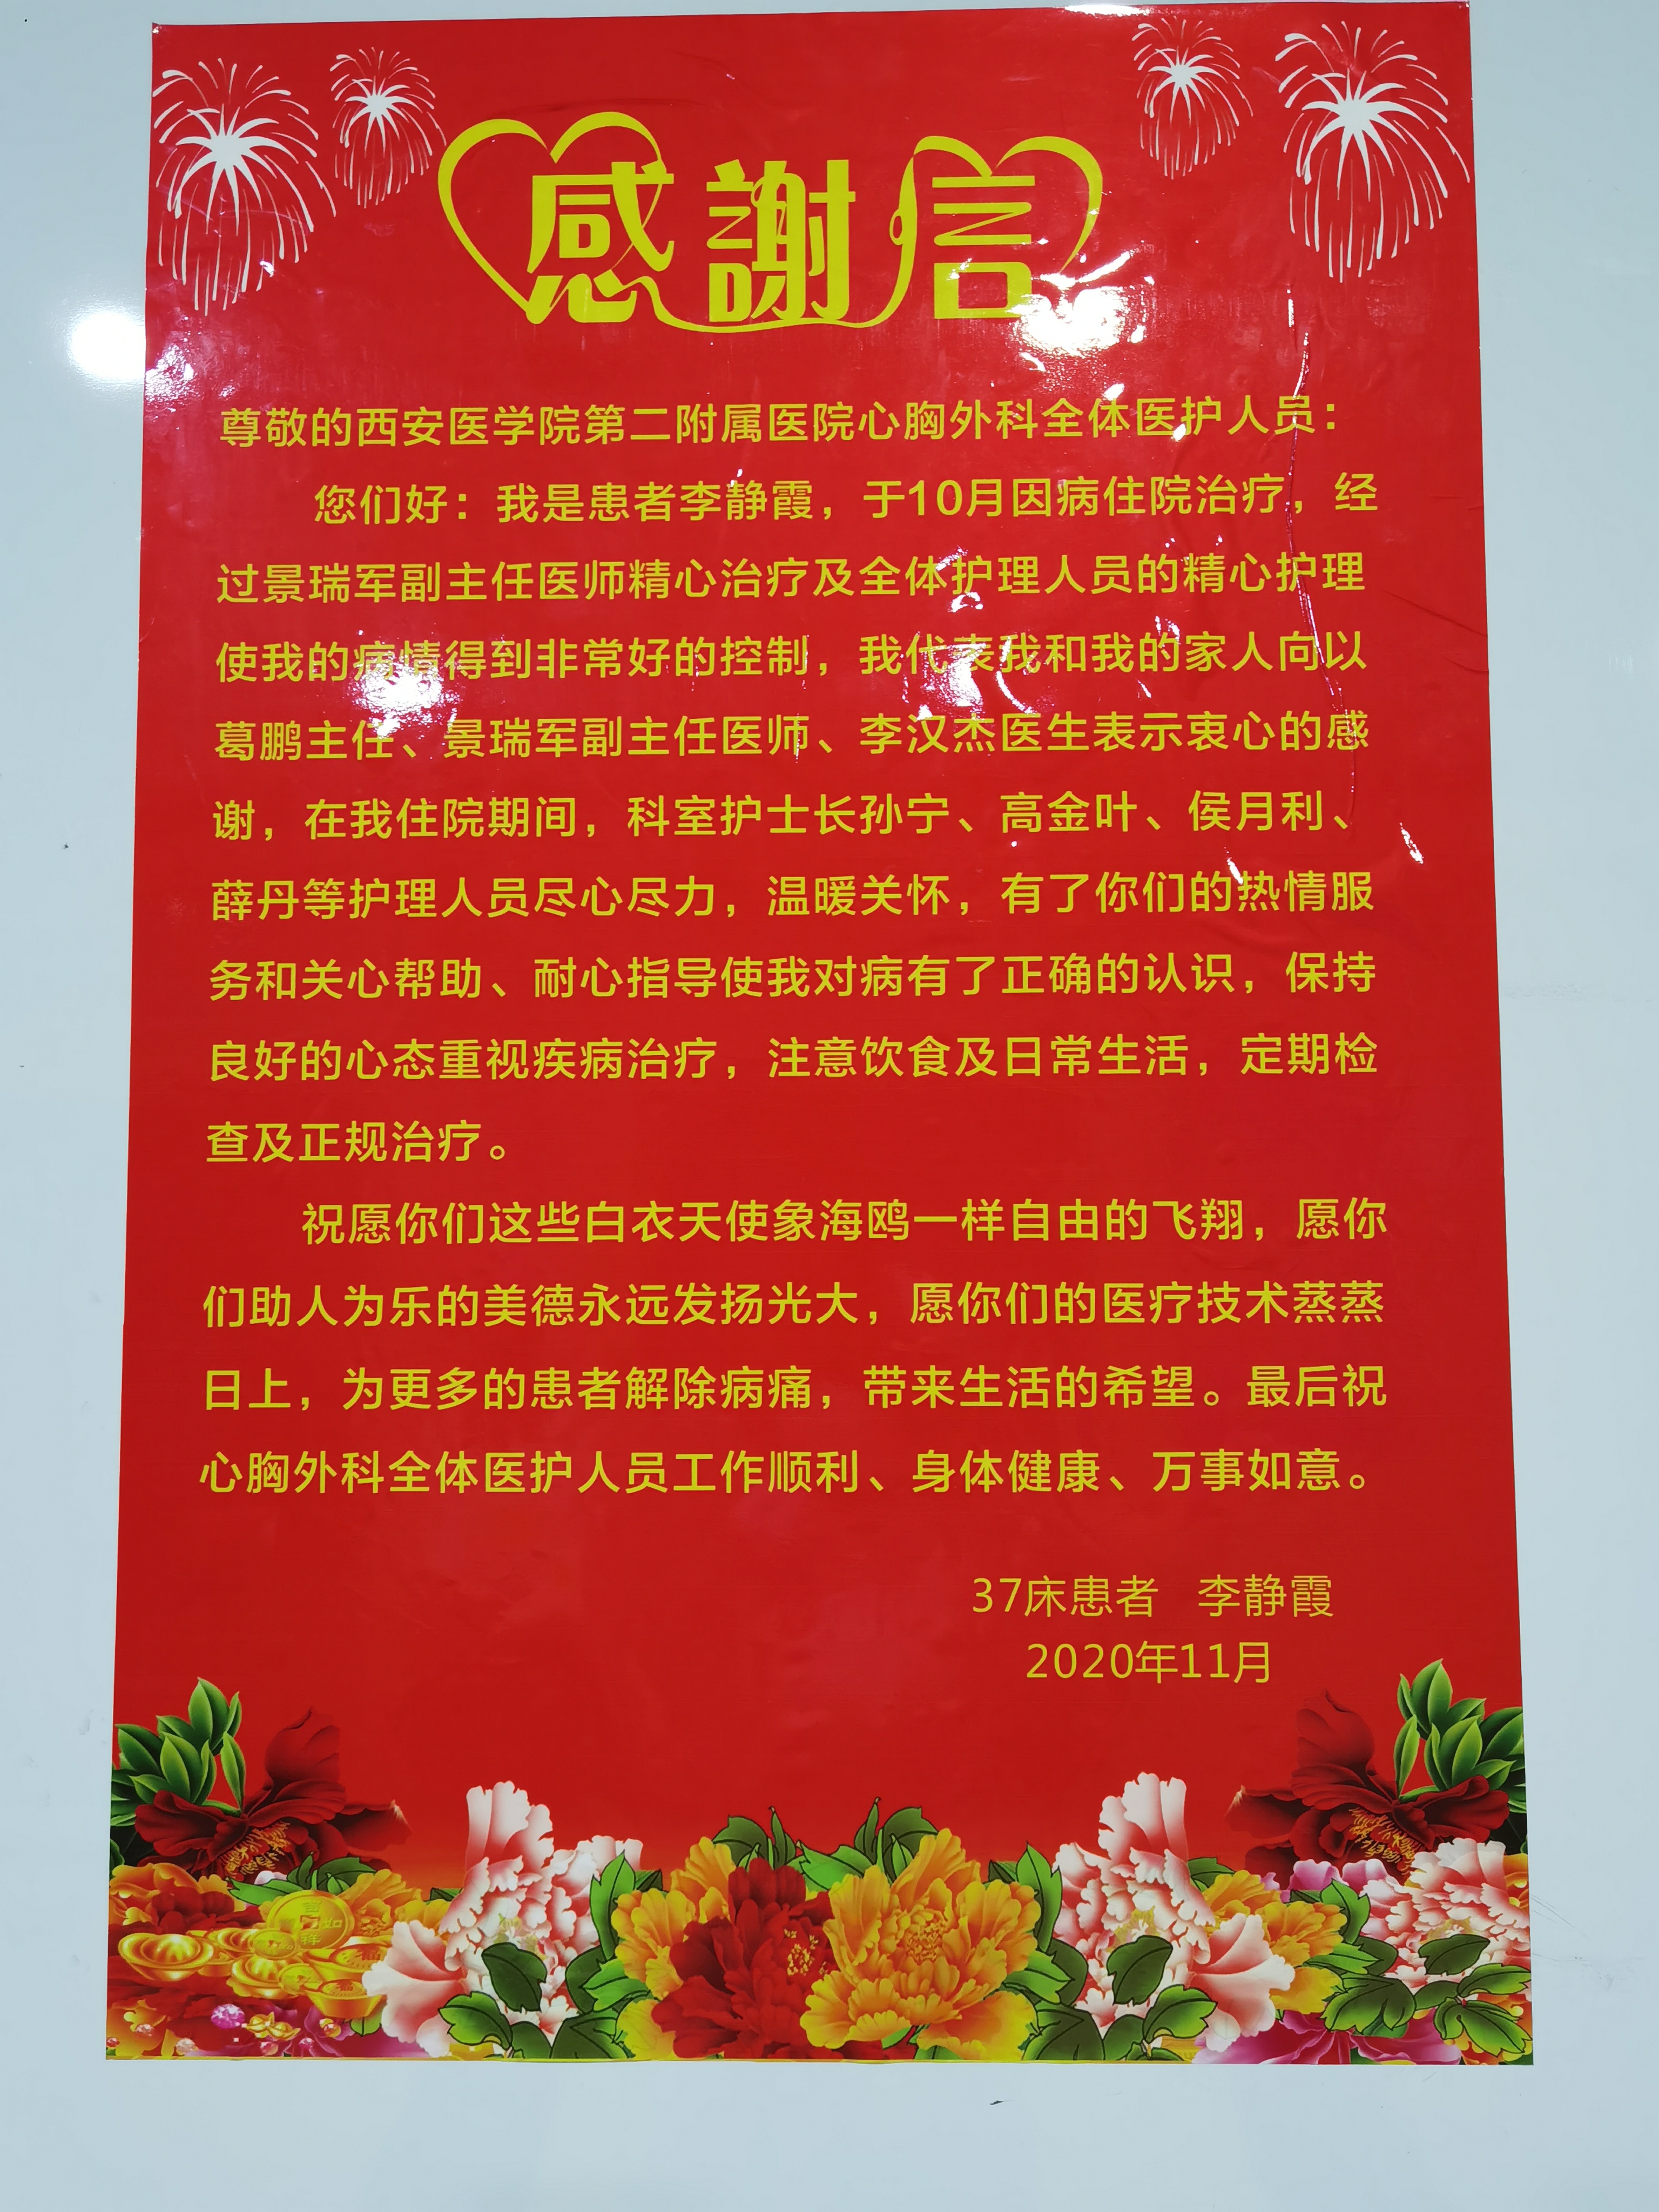 感謝信
尊敬的西安医学院第二附属医院心胸外科全体医护人员：
您们好：我是患者李静霞，于10月因病住院治疗，经
过景瑞军副主任医师精心治疗及全体护理人员的精心护理
使我的病情得到非常好的控制，我代表我和我的家人向以
葛鹏主任、景瑞军副主任医师、李汉杰医生表示衷心的感
谢，在我住院期间，科室护士长孙宁、高金叶、侯月利、
薛丹等护理人员尽心尽力，温暖关怀，有了你们的热情服
务和关心帮助、耐心指导使我对病有了正确的认识，保持
良好的心态重视疾病治疗，注意饮食及日常生活，定期检
查及正规治疗。
祝愿你们这些白衣天使象海鸥一样自由的飞翔，愿你
们助人为乐的美德永远发扬光大，愿你们的医疗技术蒸蒸
日上，为更多的患者解除病痛，带来生活的希望。最后祝
心胸外科全体医护人员工作顺利、身体健康、万事如意。
37床患者 李静霞
2020年11月